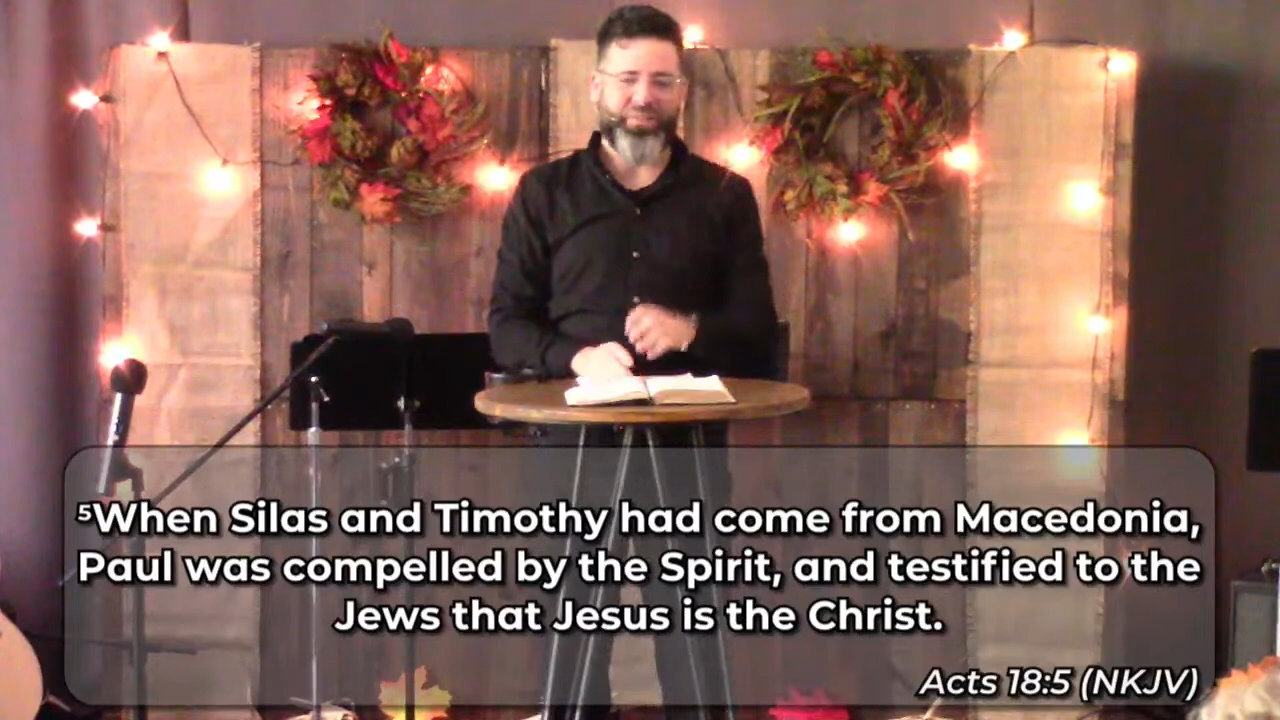 ⁵When Silas and Timothy had come from Macedonia,
Paul was compelled by the Spirit, and testified to the
Jews that Jesus is the Christ.
Acts 18:5 (NKJV)